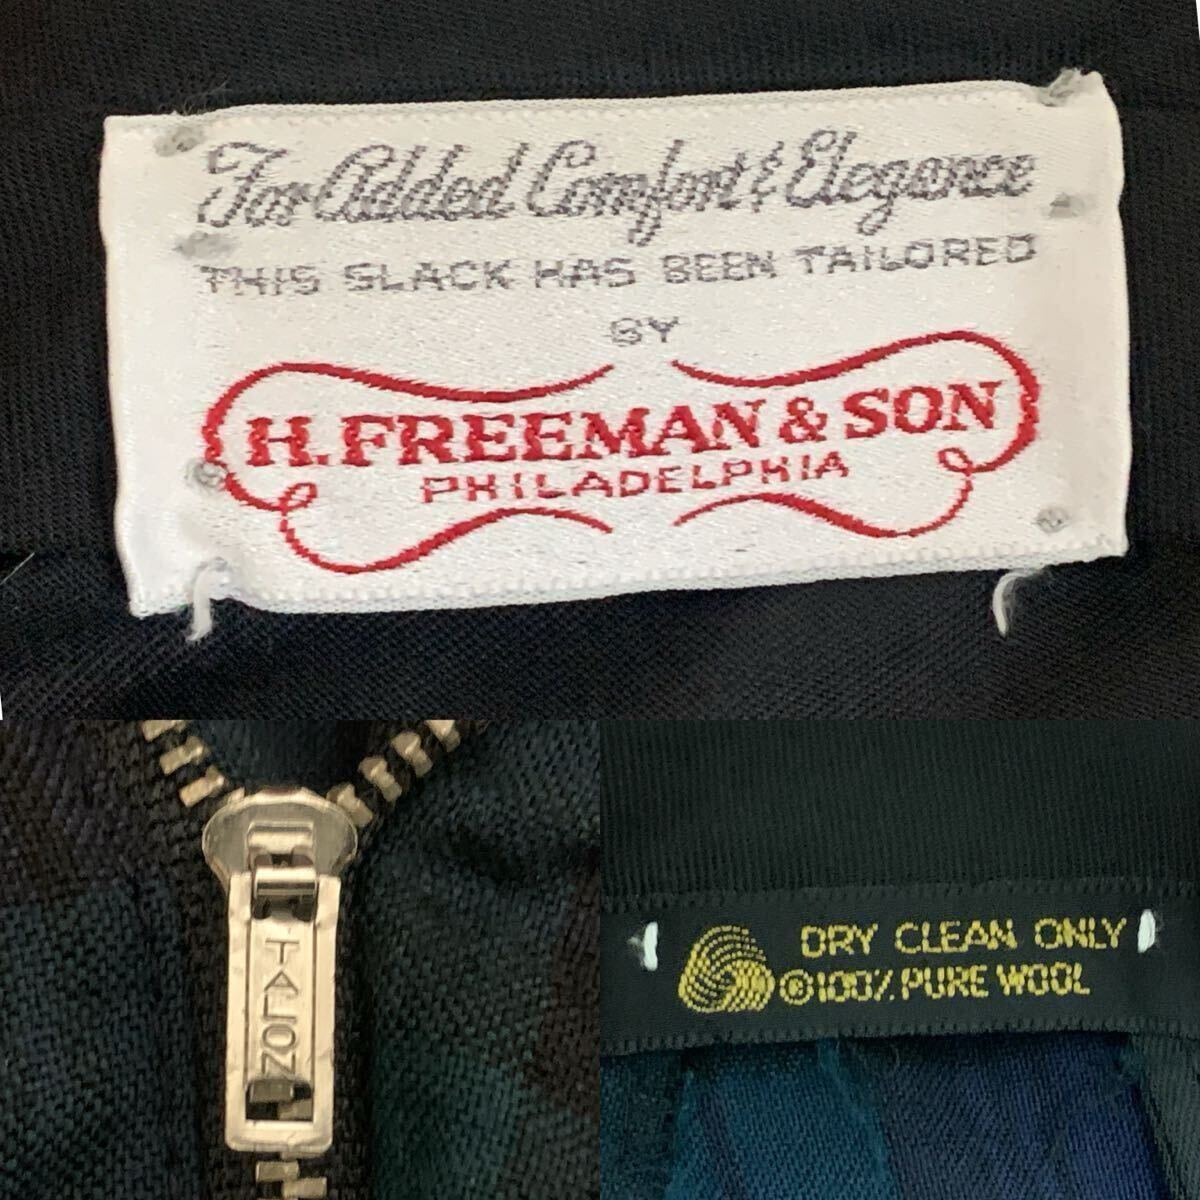 For Added Comfort & Elegance
THIS SLACK HAS BEEN TAILORED
BY
H. FREEMAN & SON
PHILADELPHIA
TALON
DRY CLEAN ONLY
©100% PURE WOOL